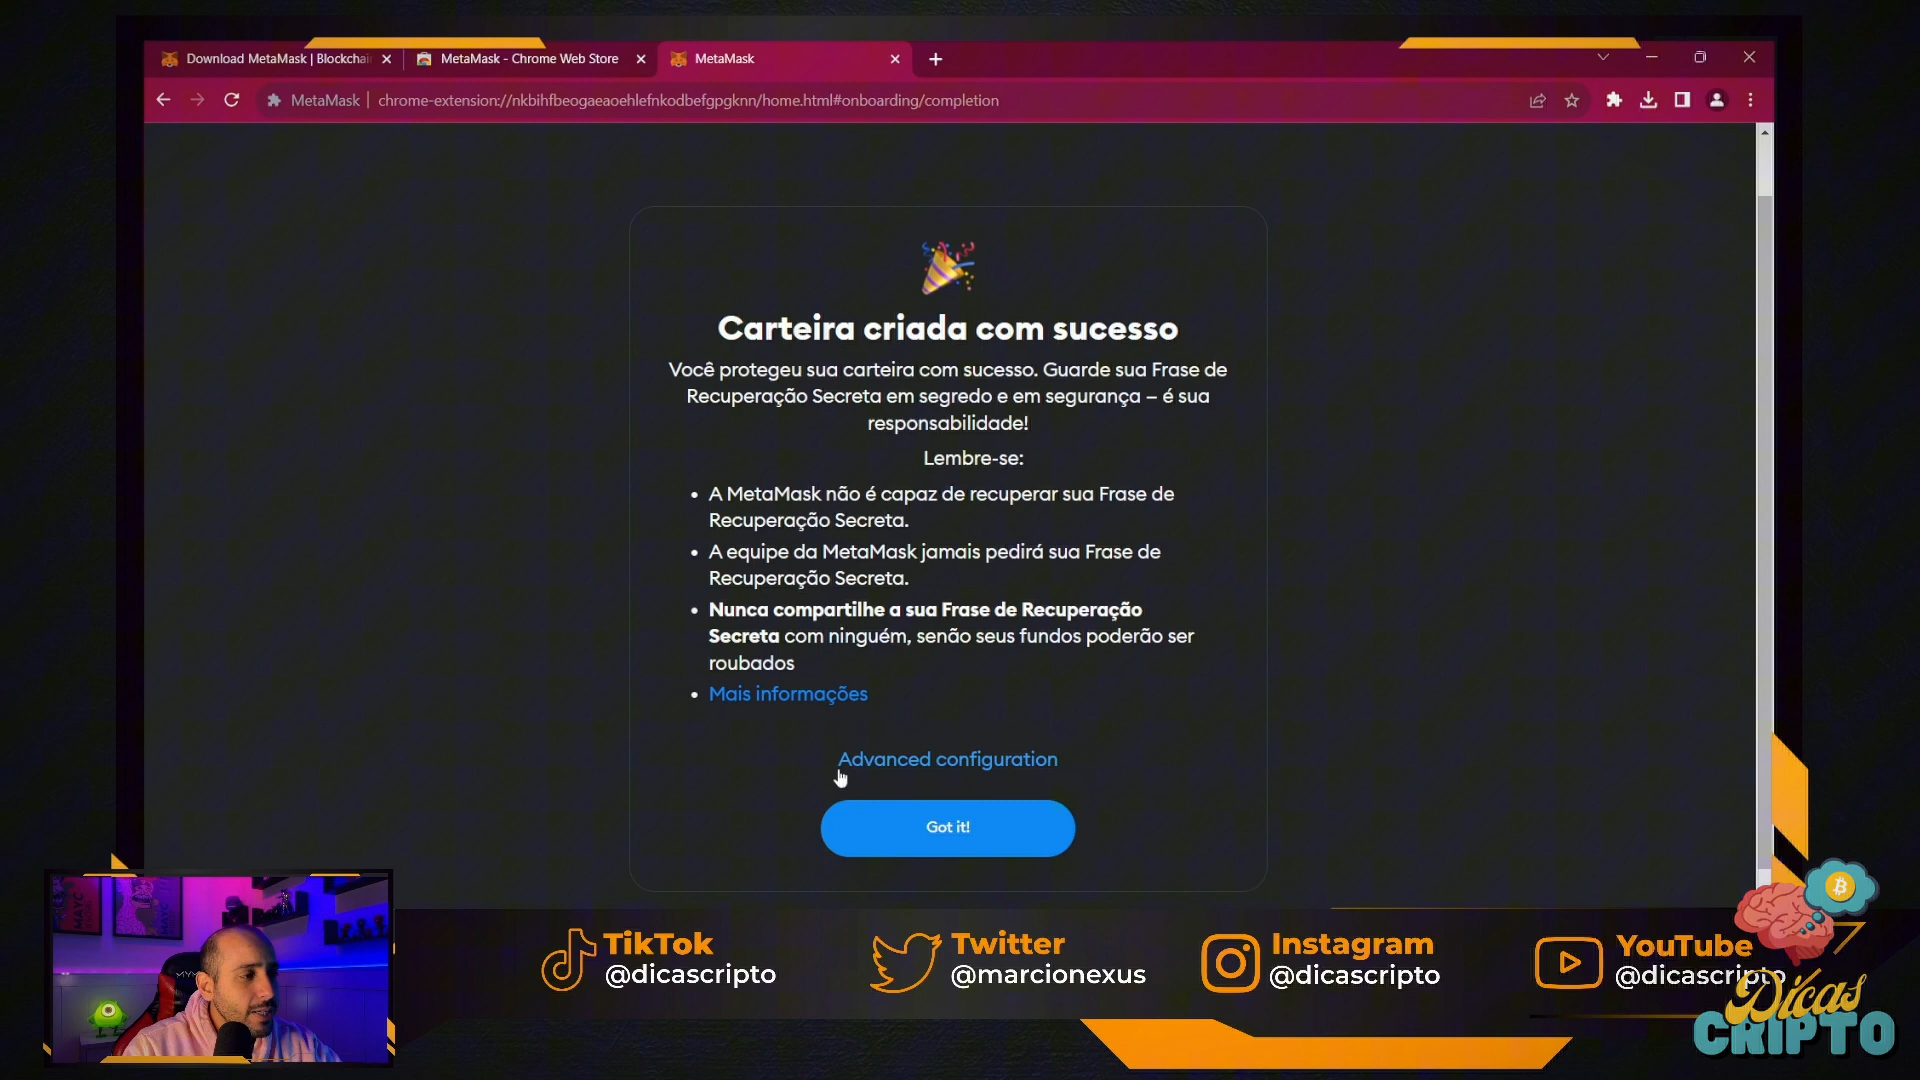 Download MetaMask | Blockchai
MetaMask - Chrome Web Store
MetaMask
MetaMask | chrome-extension://nkbihfbeogaeaoehlefnkodbefgpgknn/home.html#onboarding/completion
Carteira criada com sucesso
Você protegeu sua carteira com sucesso. Guarde sua Frase de
Recuperação Secreta em segredo e em segurança – é sua
responsabilidade!
Lembre-se:
• A MetaMask não é capaz de recuperar sua Frase de
Recuperação Secreta.
• A equipe da MetaMask jamais pedirá sua Frase de
Recuperação Secreta.
• Nunca compartilhe a sua Frase de Recuperação
Secreta com ninguém, senão seus fundos poderão ser
roubados
• Mais informações
Advanced configuration
Got it!
TikTok
@dicascripto
Twitter
@marcionexus
Instagram
@dicascripto
YouTube
@dicascripto
Dicas
CRIPTO